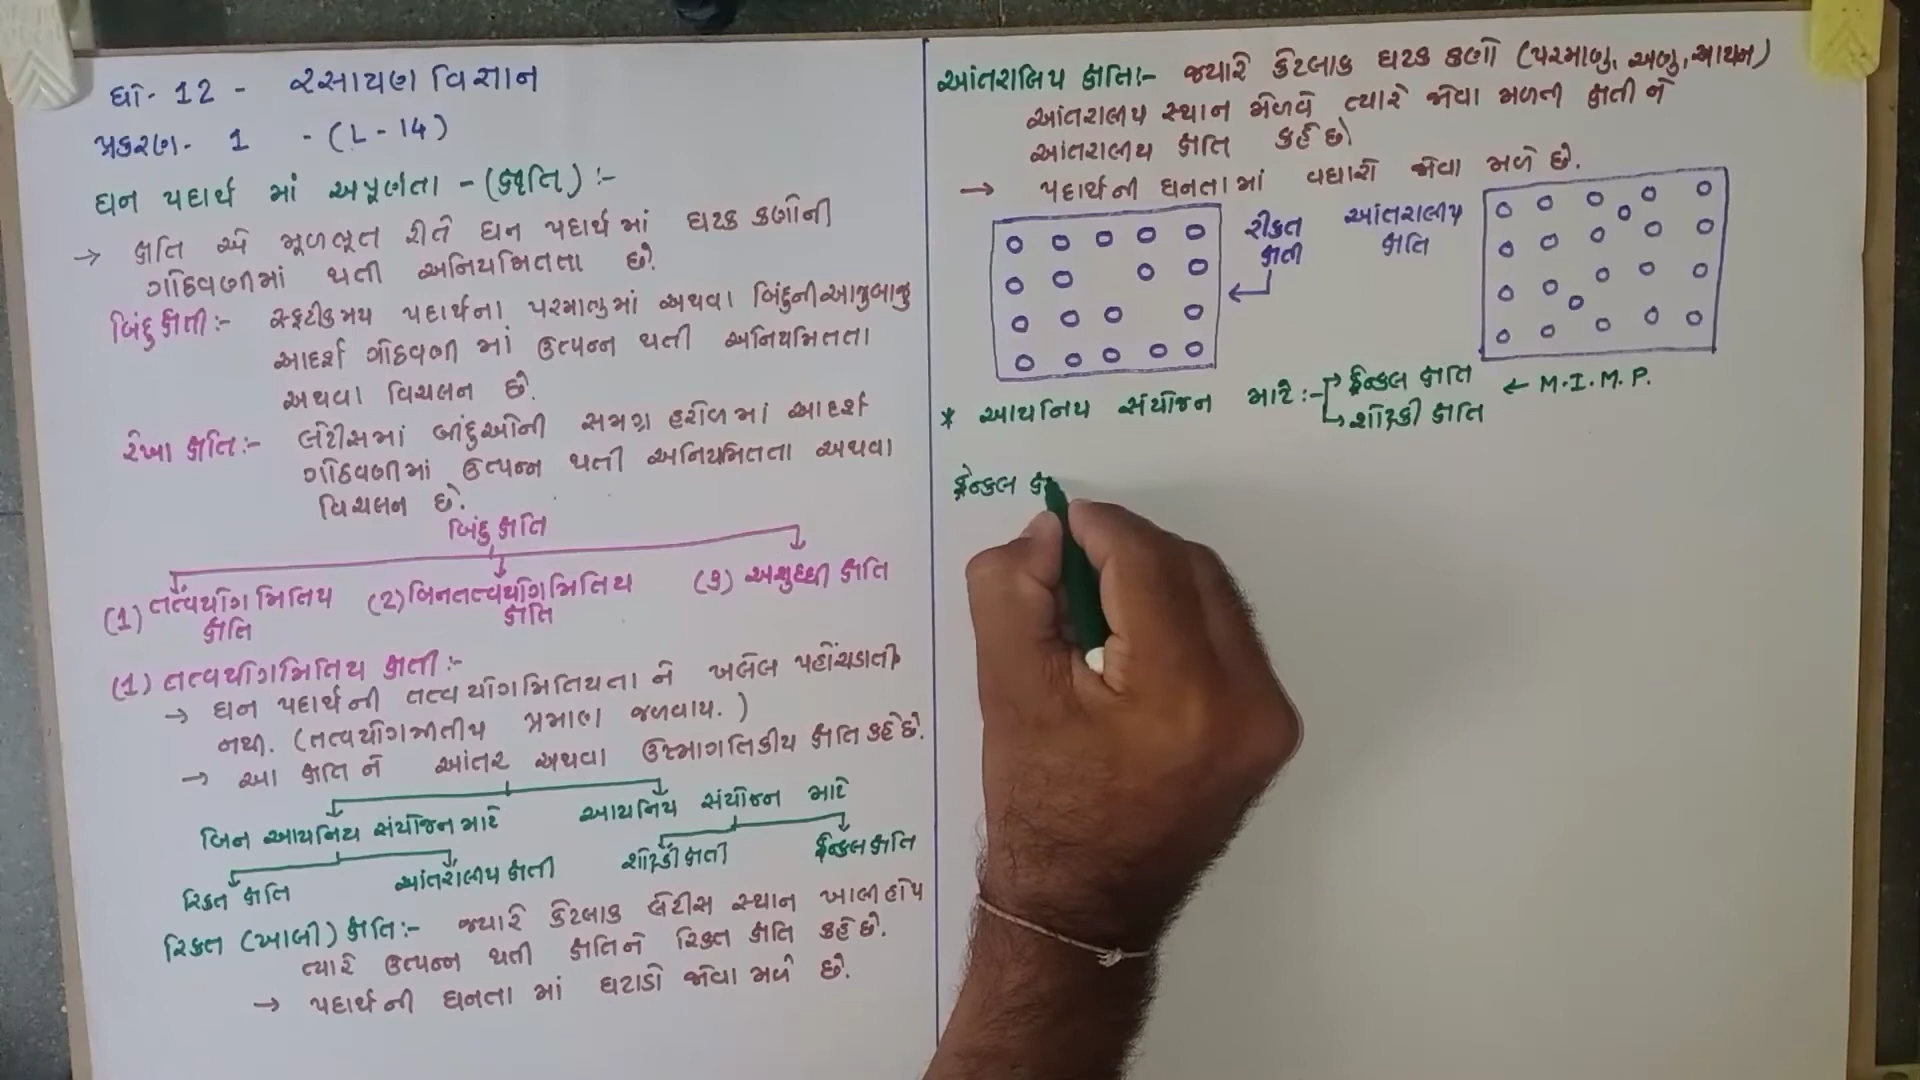 ધો- 12 - રસાયણ વિજ્ઞાન
પ્રકરણ- 1 - (L-14)
ઘન પદાર્થ માં અપૂર્ણતા - (ક્ષતિ) :-
→ ક્ષતિ એ મૂળભૂત રીતે ઘન પદાર્થ માં ઘટક કણોની
ગોઠવણીમાં થતી અનિયમિતતા છે.
બિંદુ ક્ષતી :- સ્ફટીકમય પદાર્થના પરમાણુમાં અથવા બિંદુની આજુબાજુ
આદર્શ ગોઠવણી માં ઉત્પન્ન થતી અનિયમિતતા
અથવા વિચલન છે.
રેખા ક્ષતિ :- લેટીસમાં બીંદુઓની સમગ્ર હરોળ માં આદર્શ
ગોઠવણીમાં ઉત્પન્ન થતી અનિયમિતતા અથવા
વિચલન છે.
બિંદુ ક્ષતિ
(1) તત્વયોગમિતિય ક્ષતિ (2) બિનતત્વયોગમિતિય ક્ષતિ (૩) અશુધ્ધી ક્ષતિ
(1) તત્વયોગમિતિય ક્ષતી :-
→ ઘન પદાર્થ ની તત્વયોગમિતિયતા ને ખલેલ પહોંચડાતી
નથી. (તત્વયોગમીતીય પ્રમાણ જળવાય.)
→ આ ક્ષતિ ને આંતર અથવા ઉષ્માગતિકીય ક્ષતિ કહે છે.
બિન આયનિય સંયોજન માટે આયનિય સંયોજન માટે
રિક્ત ક્ષતિ આંતરાલીય ક્ષતી શોટ્કી ક્ષતી ફ્રેન્કલ ક્ષતિ
રિક્ત (ખાલી) ક્ષતિ :- જ્યારે કેટલાક લેટીસ સ્થાન ખાલી હોય
ત્યારે ઉત્પન્ન થતી ક્ષતિને રિક્ત ક્ષતિ કહે છે.
→ પદાર્થ ની ઘનતા માં ઘટાડો જોવા મળે છે.
આંતરાલિય ક્ષતિ :- જ્યારે કેટલાક ઘટક કણો (પરમાણુ, અણુ, આયન)
આંતરાલીય સ્થાન મેળવે ત્યારે જોવા મળતી ક્ષતી ને
આંતરાલીય ક્ષતિ કહે છે
→ પદાર્થ ની ઘનતા માં વધારો જોવા મળે છે.
રીક્ત ક્ષતી
આંતરાલીય ક્ષતિ
* આયનિય સંયોજન માટે :- ફ્રેન્કલ ક્ષતિ ← M.I.M.P.
શોટ્કી ક્ષતિ
ફ્રેન્કલ